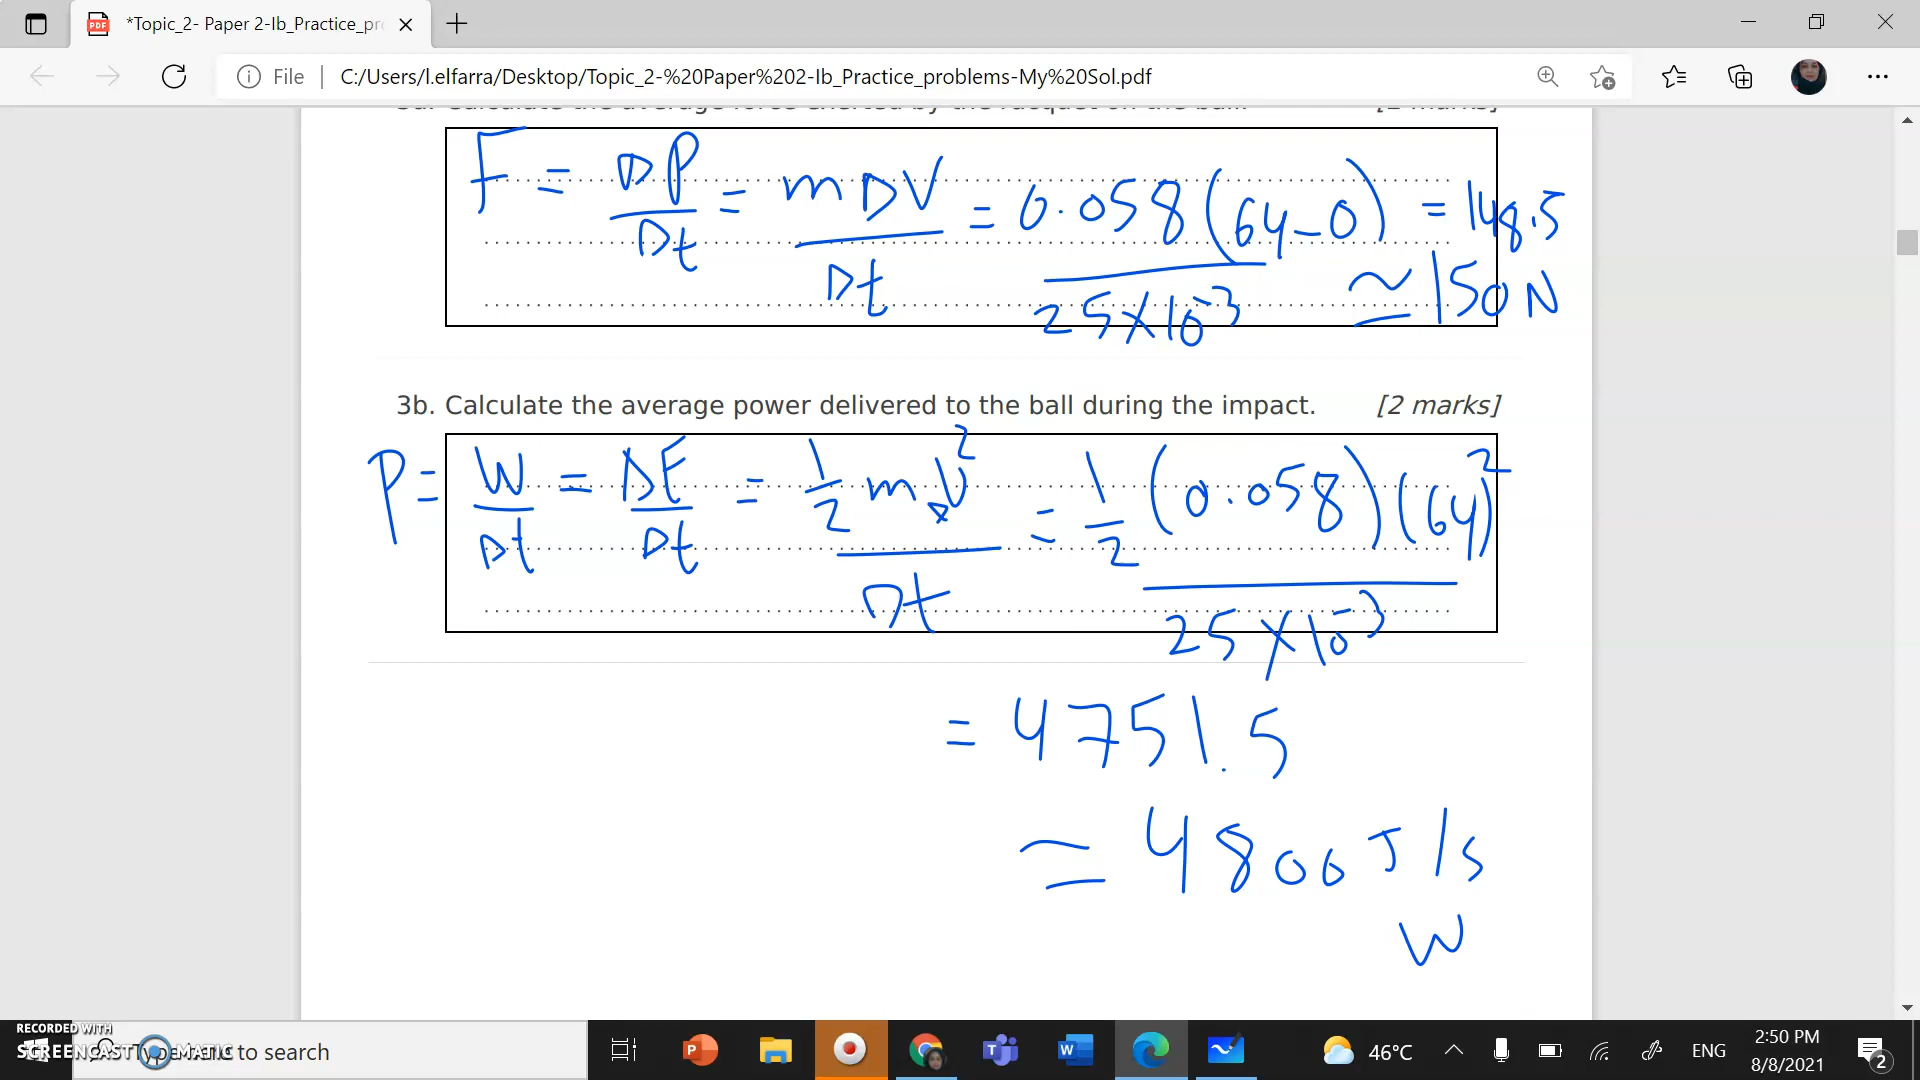 *Topic_2- Paper 2-Ib_Practice_pr
File
C:/Users/l.elfarra/Desktop/Topic_2-%20Paper%202-Ib_Practice_problems-My%20Sol.pdf
F = ΔP/Δt = mΔV/Δt = 0.058(64-0)/25×10⁻³ = 148.5
≃ 150 N
3b. Calculate the average power delivered to the ball during the impact. [2 marks]
P = W/Δt = ΔE/Δt = ½mΔv²/Δt = ½(0.058)(64)²/25×10⁻³
= 4751.5
≃ 4800 J/s
W
RECORDED WITH
SCREENCAST MATIC
to search
46°C
ENG
2:50 PM
8/8/2021
2